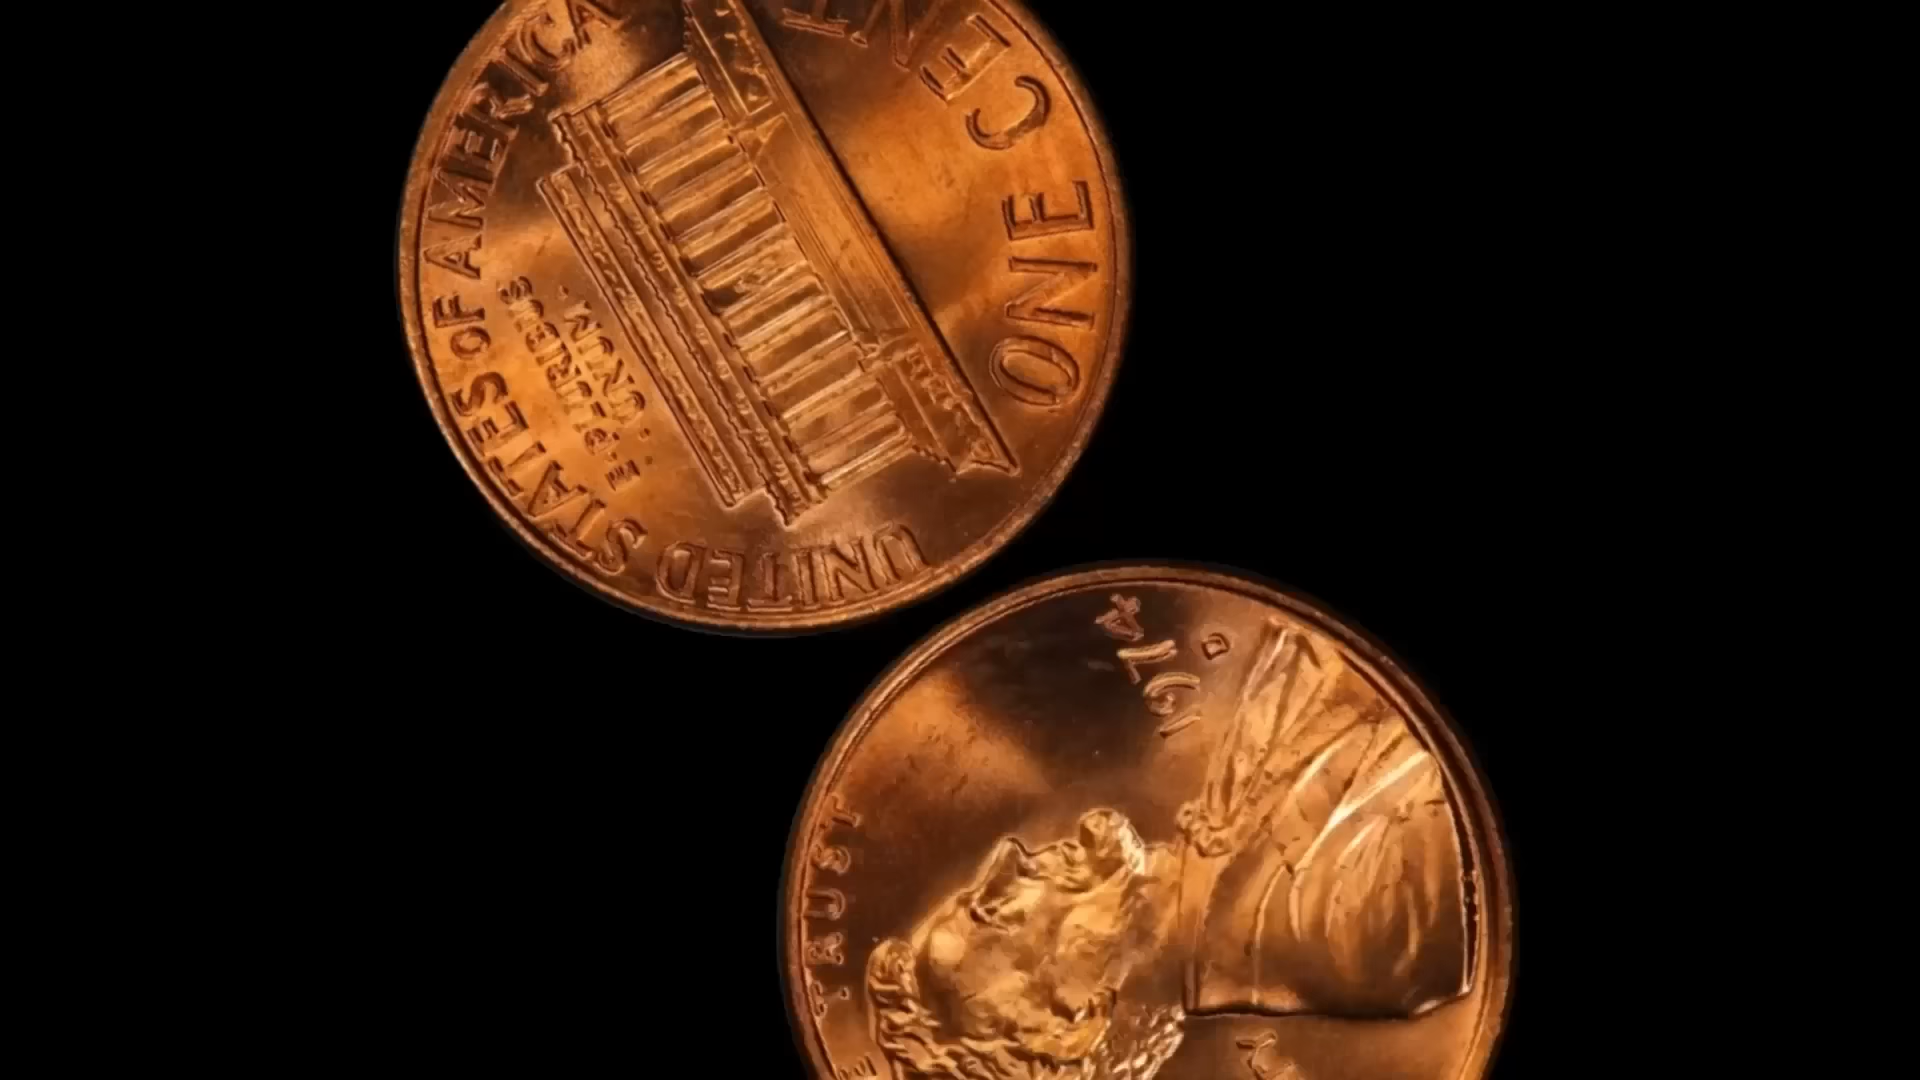 UNITED STATES OF AMERICA
E·PLURIBUS
·UNUM·
ONE CENT
TRUST
1974
D